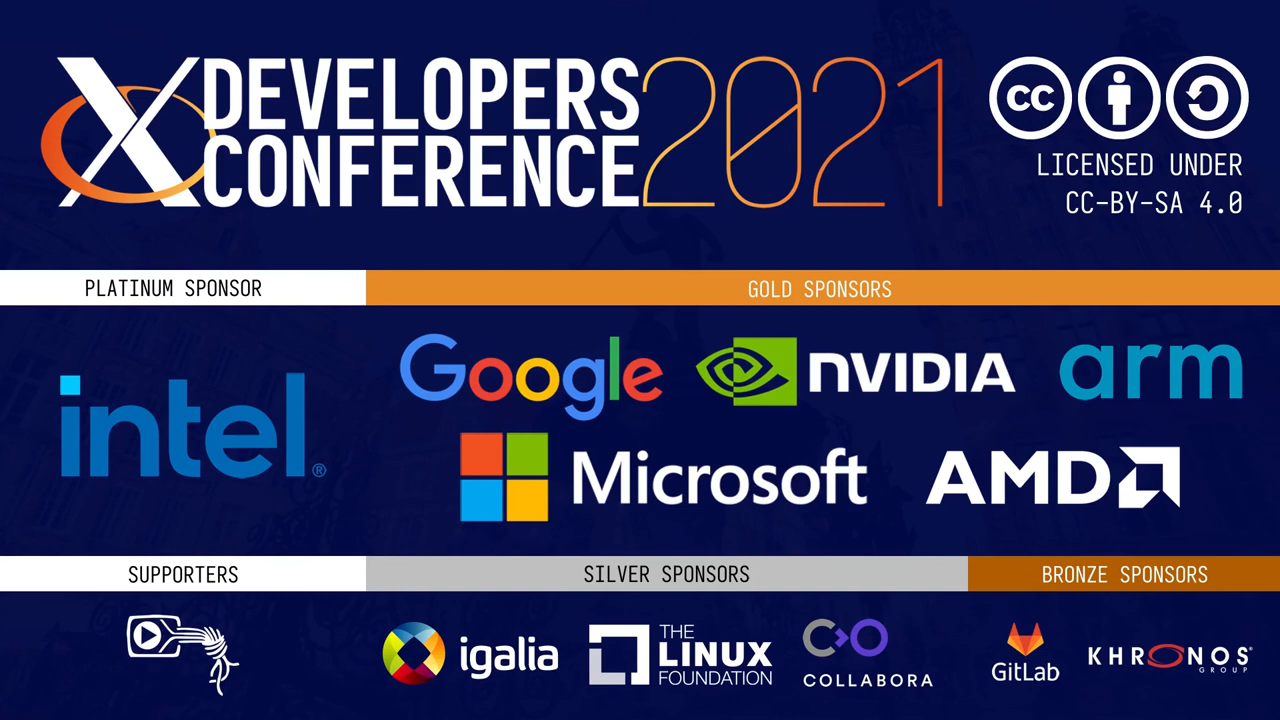 X DEVELOPERS
CONFERENCE 2021
cc
LICENSED UNDER
CC-BY-SA 4.0
PLATINUM SPONSOR
GOLD SPONSORS
intel®
Google
NVIDIA
arm
Microsoft
AMD
SUPPORTERS
SILVER SPONSORS
BRONZE SPONSORS
igalia
THE
LINUX
FOUNDATION
COLLABORA
GitLab
KHRONOS®
GROUP